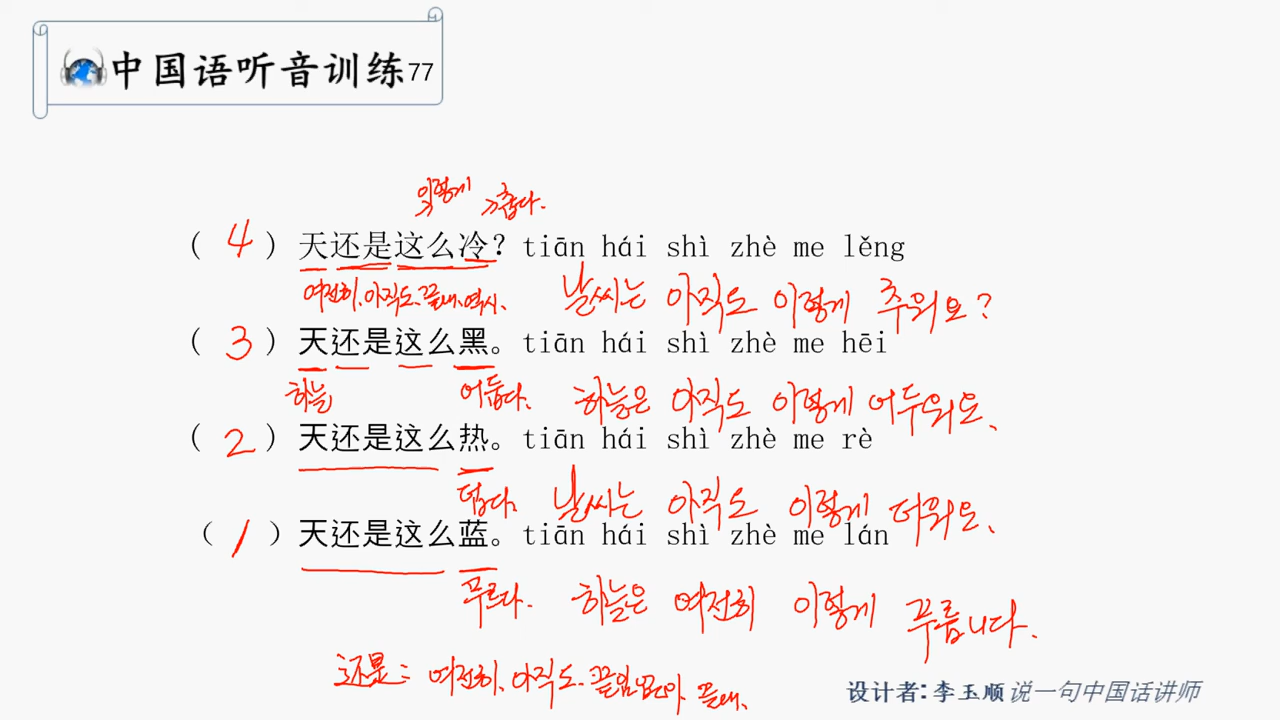 中国语听音训练77
이렇게 춥다.
( 4 ) 天还是这么冷? tiān hái shì zhè me lěng
여전히, 아직도, 끝내, 역시. 날씨는 아직도 이렇게 추워요?
( 3 ) 天还是这么黑。tiān hái shì zhè me hēi
하늘 어둡다. 하늘은 아직도 이렇게 어두워요.
( 2 ) 天还是这么热。tiān hái shì zhè me rè
덥다. 날씨는 아직도 이렇게 더워요.
( 1 ) 天还是这么蓝。tiān hái shì zhè me lán
푸르다. 하늘은 여전히 이렇게 푸릅니다.
还是: 여전히, 아직도. 끝내.
设计者: 李玉顺 说一句中国话讲师